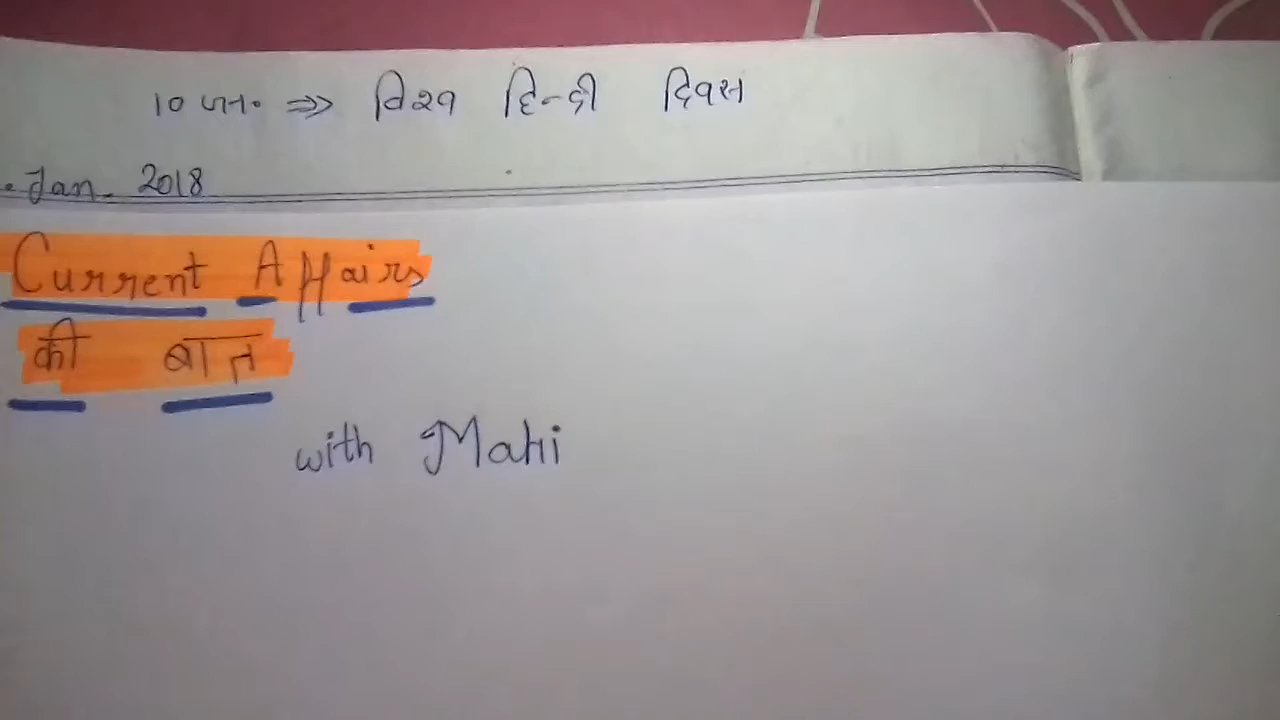 10 जन॰ ⇒> विश्व हिन्दी दिवस
. Jan. 2018
Current Affairs
की बात
with Mahi